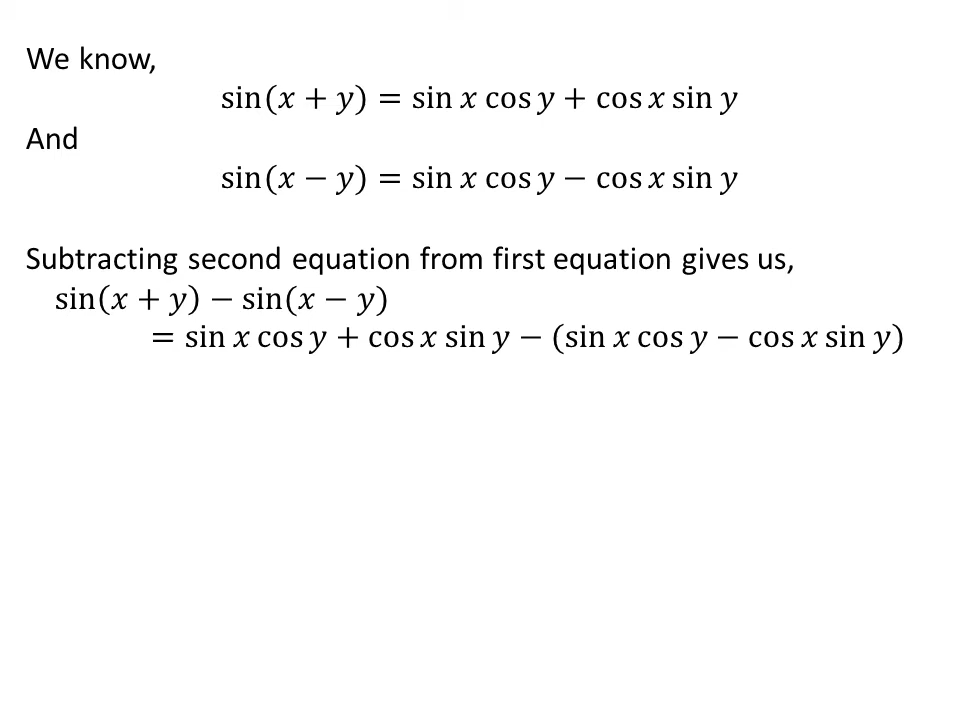 We know,
sin(x + y) = sin x cos y + cos x sin y
And
sin(x − y) = sin x cos y − cos x sin y
Subtracting second equation from first equation gives us,
sin(x + y) − sin(x − y)
= sin x cos y + cos x sin y − (sin x cos y − cos x sin y)